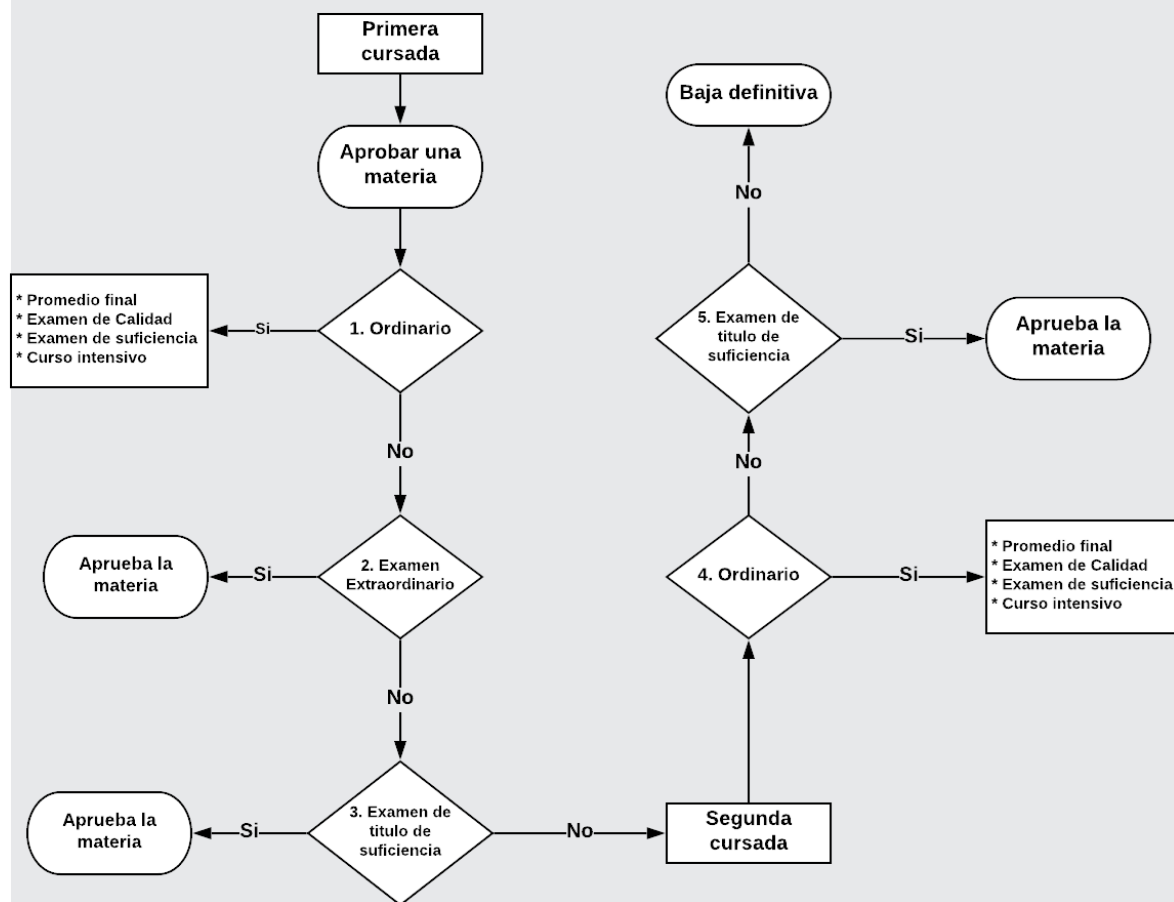 Primera
cursada
Aprobar una
materia
1. Ordinario
Si
* Promedio final
* Examen de Calidad
* Examen de suficiencia
* Curso intensivo
No
2. Examen
Extraordinario
Si
Aprueba la
materia
No
3. Examen de
titulo de
suficiencia
Si
Aprueba la
materia
No
Segunda
cursada
4. Ordinario
Si
* Promedio final
* Examen de Calidad
* Examen de suficiencia
* Curso intensivo
No
5. Examen de
titulo de
suficiencia
Si
Aprueba la
materia
No
Baja definitiva